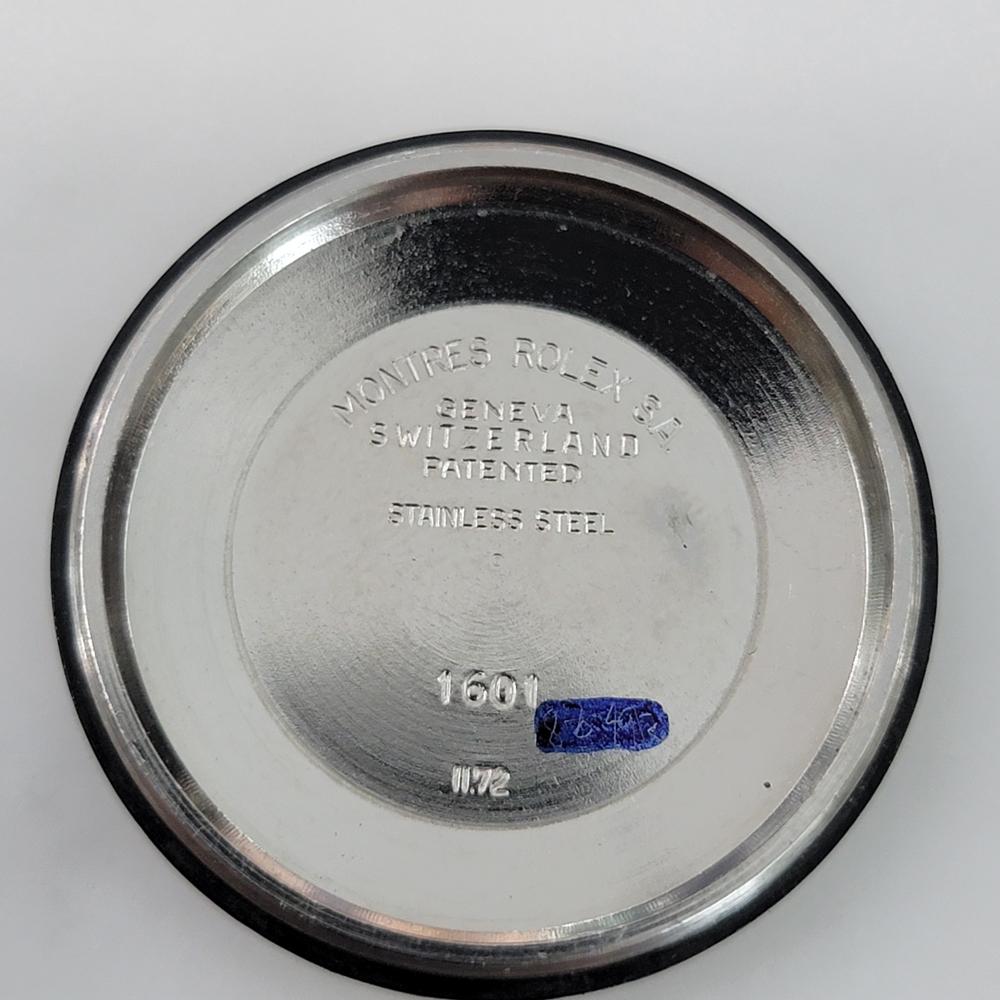 MONTRES ROLEX SA
GENEVA
SWITZERLAND
PATENTED
STAINLESS STEEL
1601
II.72